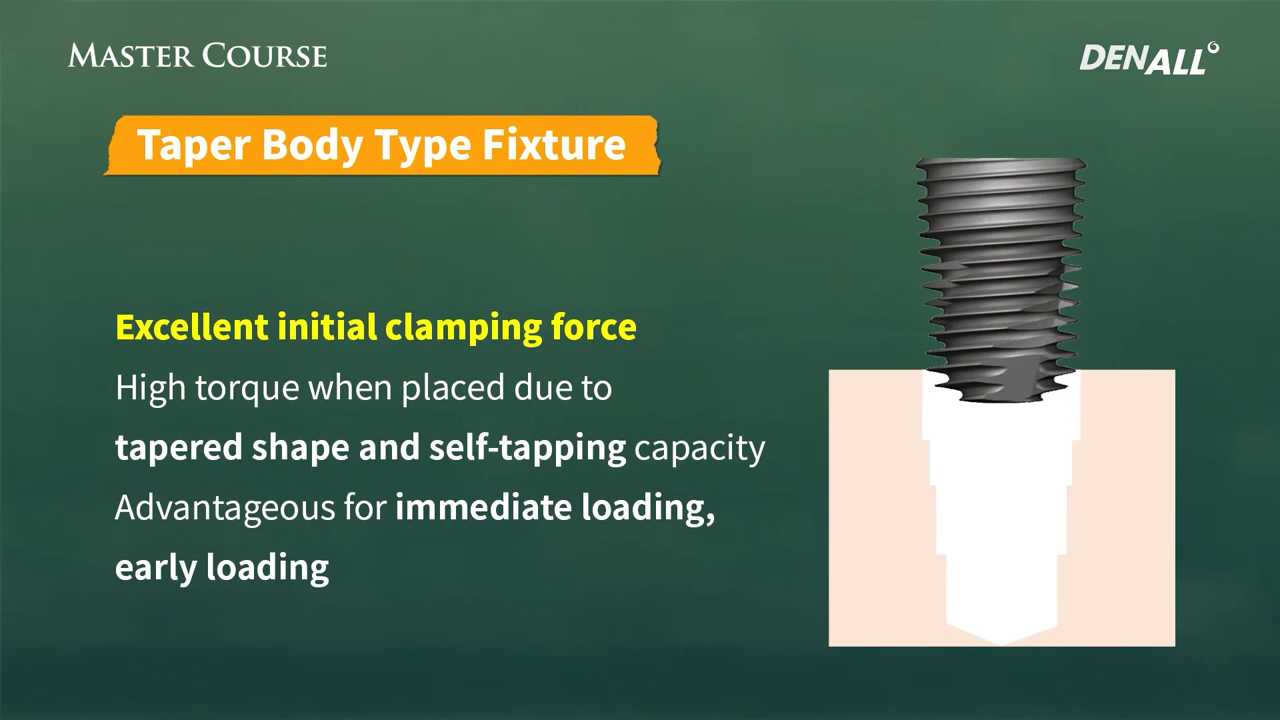 MASTER COURSE
DENALL
Taper Body Type Fixture
Excellent initial clamping force
High torque when placed due to
tapered shape and self-tapping capacity
Advantageous for immediate loading,
early loading